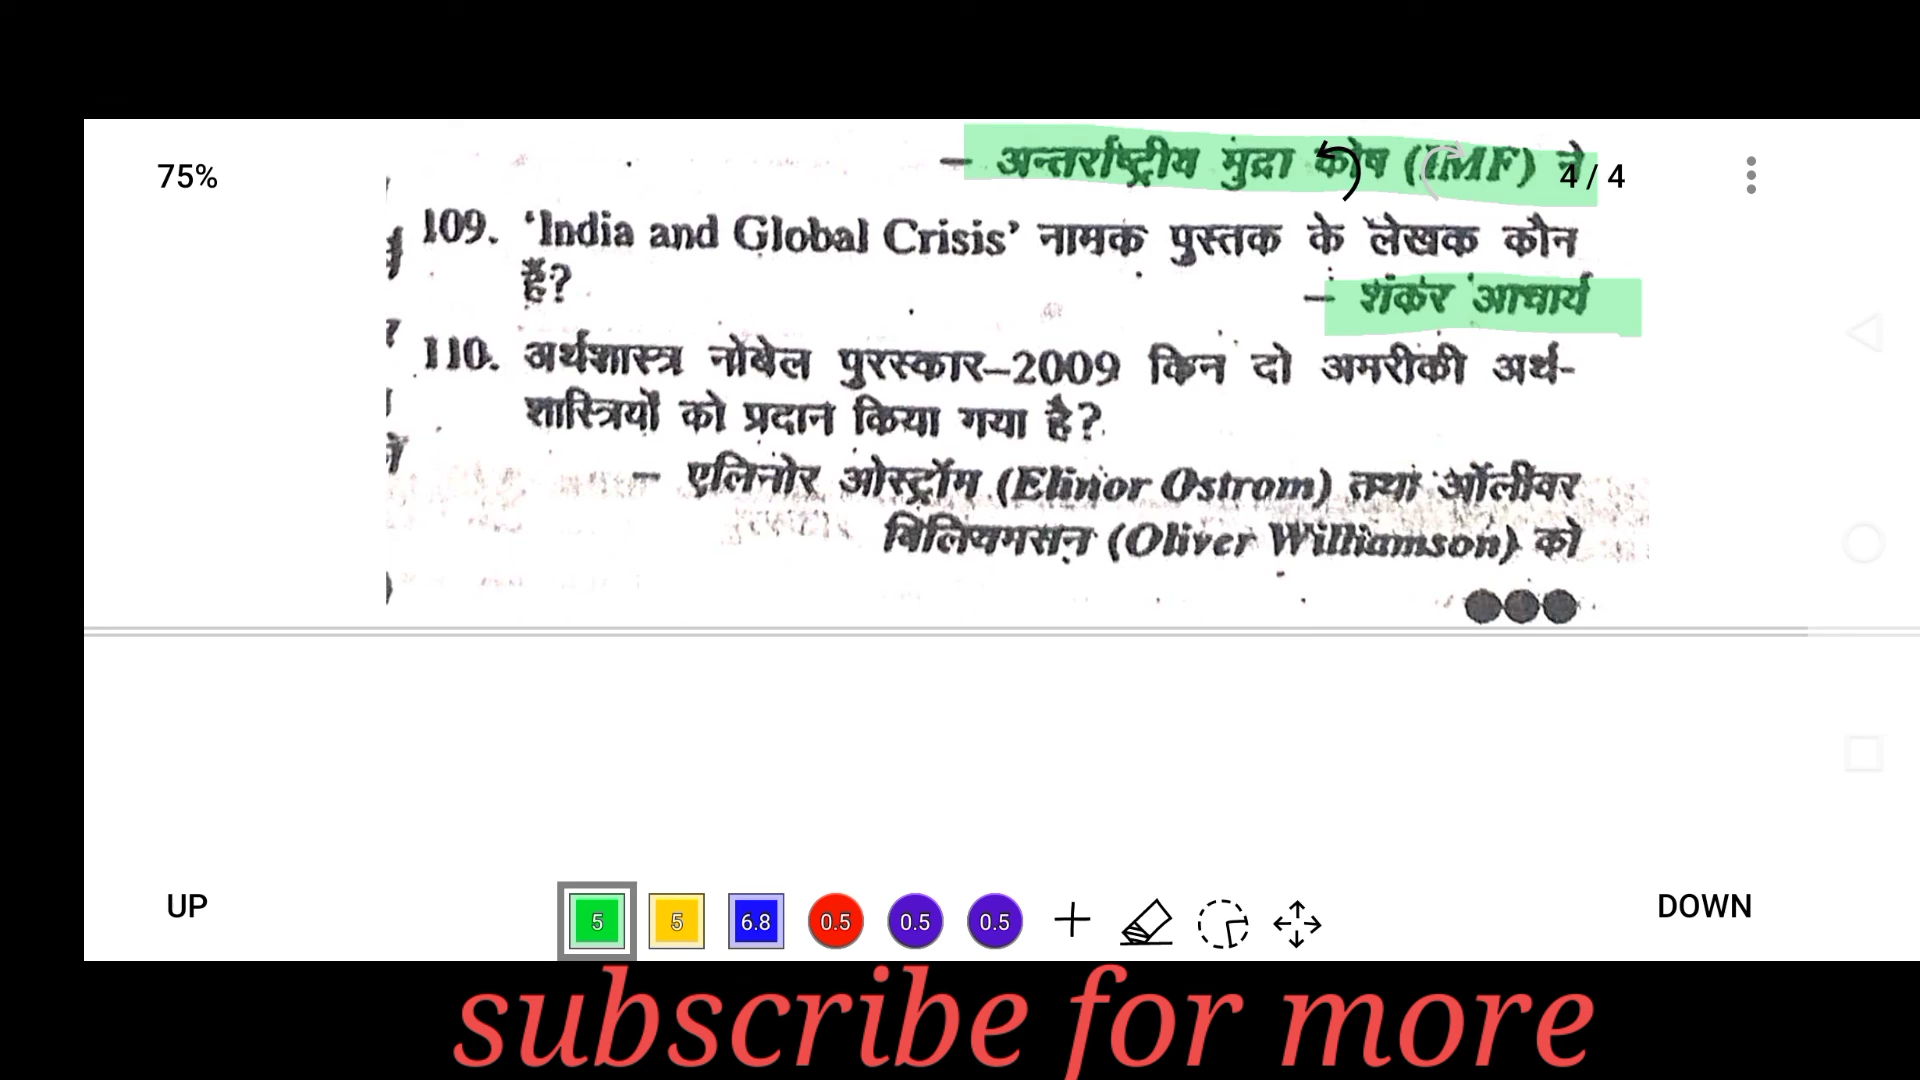 75%
– अन्तर्राष्ट्रीय मुद्रा कोष (IMF) ने
4 / 4
109. ‘India and Global Crisis’ नामक पुस्तक के लेखक कौन
हैं?
– शंकर आचार्य
110. अर्थशास्त्र नोबेल पुरस्कार–2009 किन दो अमरीकी अर्थ-
शास्त्रियों को प्रदान किया गया है?
– एलिनोर ओस्ट्रॉम (Elinor Ostrom) तथा ऑलीवर
विलियमसन (Oliver Williamson) को
UP
5
5
6.8
0.5
0.5
0.5
DOWN
subscribe for more